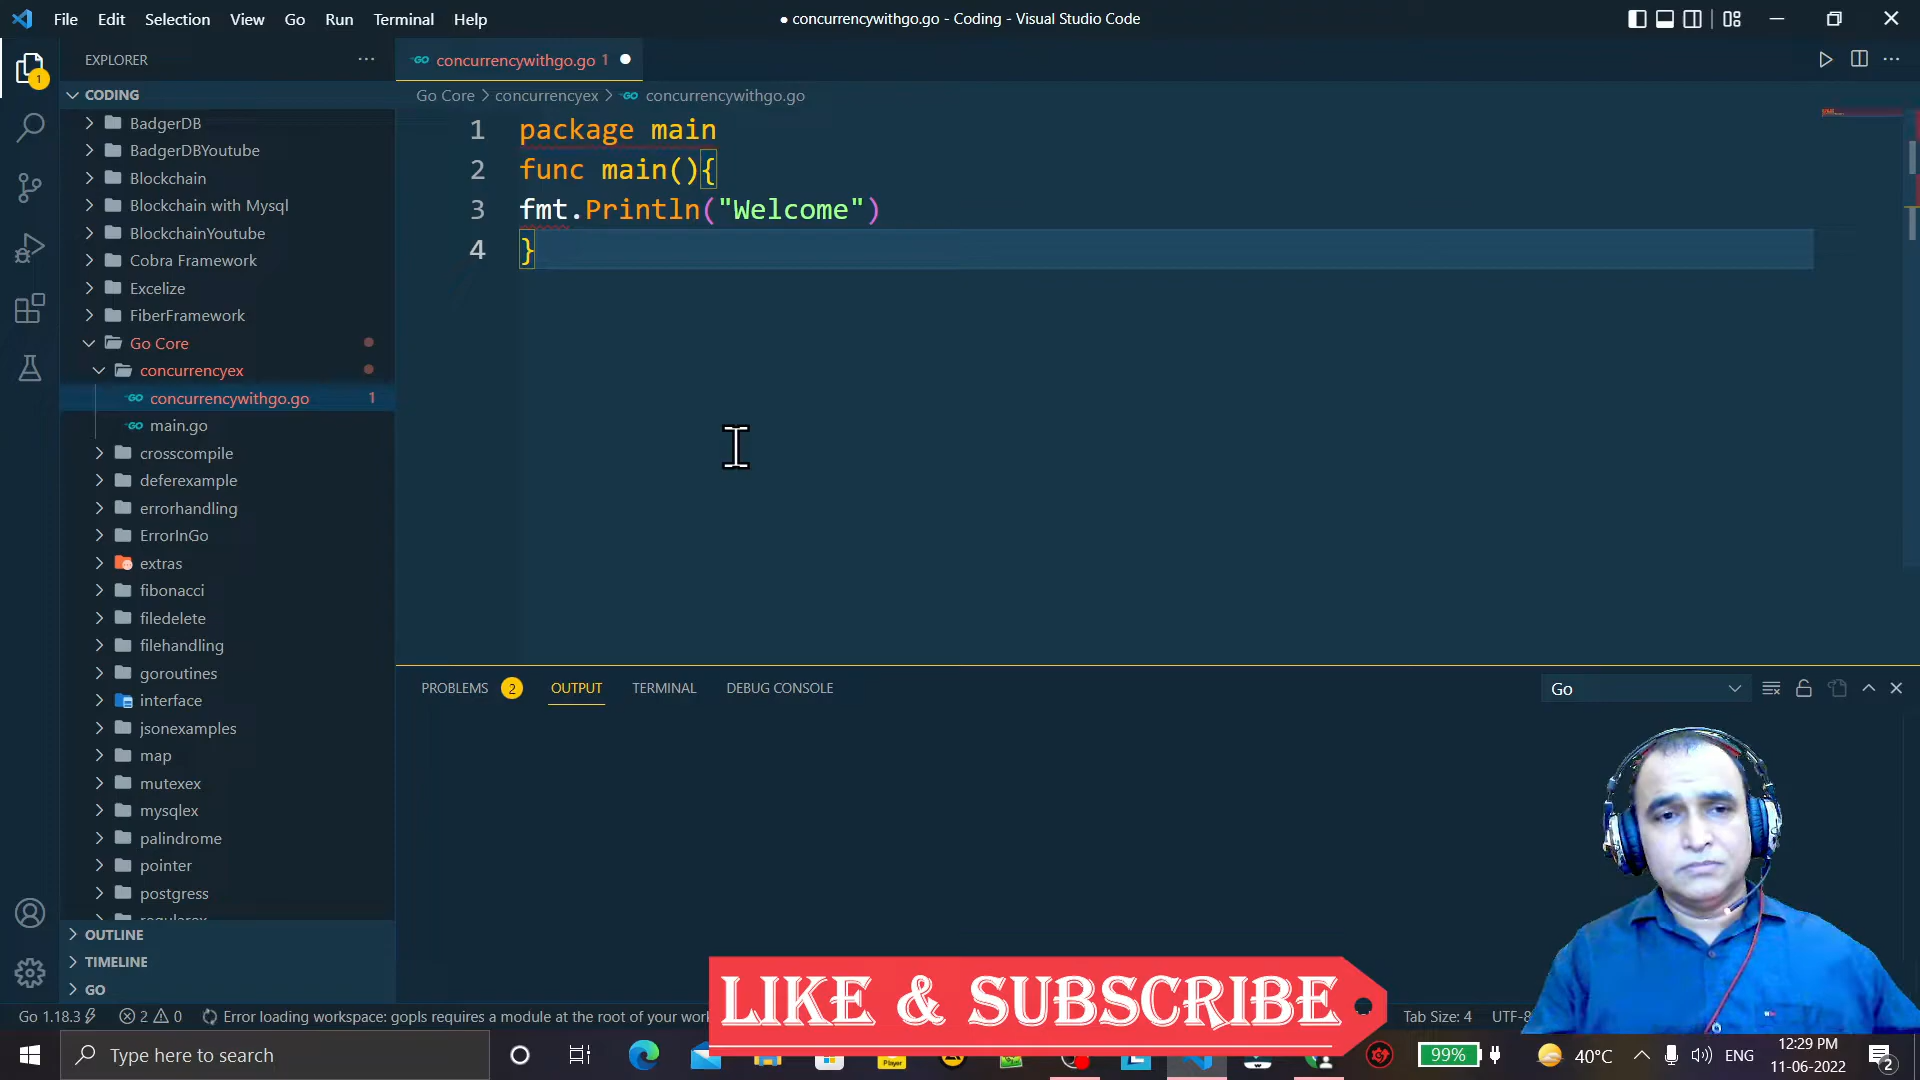 File Edit Selection View Go Run Terminal Help
● concurrencywithgo.go - Coding - Visual Studio Code
EXPLORER
CODING
BadgerDB
BadgerDBYoutube
Blockchain
Blockchain with Mysql
BlockchainYoutube
Cobra Framework
Excelize
FiberFramework
Go Core
concurrencyex
concurrencywithgo.go 1
main.go
crosscompile
deferexample
errorhandling
ErrorInGo
extras
fibonacci
filedelete
filehandling
goroutines
interface
jsonexamples
map
mutexex
mysqlex
palindrome
pointer
postgress
OUTLINE
TIMELINE
GO
1
concurrencywithgo.go 1
Go Core > concurrencyex > concurrencywithgo.go
1 package main
2 func main(){
3 fmt.Println("Welcome")
4 }
PROBLEMS 2 OUTPUT TERMINAL DEBUG CONSOLE
Go
LIKE & SUBSCRIBE
Go 1.18.3 2 0 Error loading workspace: gopls requires a module at the root of your Tab Size: 4
Type here to search
Player
99%
40°C
ENG
12:29 PM
11-06-2022
2